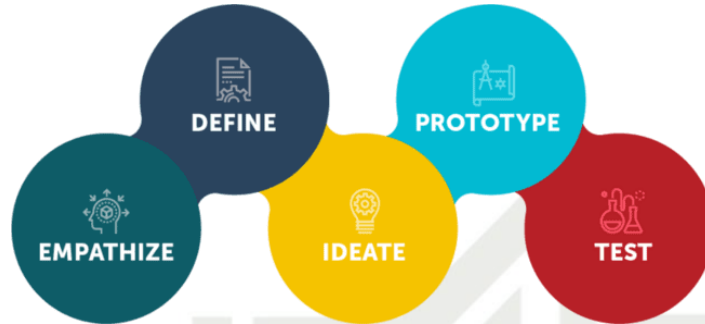 EMPATHIZE
DEFINE
IDEATE
PROTOTYPE
TEST